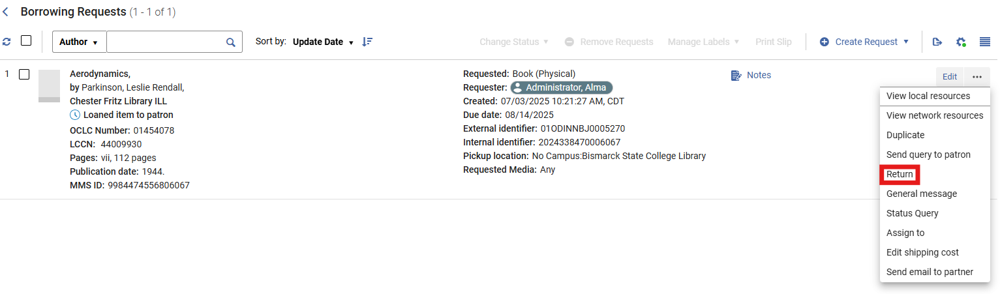 Borrowing Requests (1 - 1 of 1)
Author
Sort by: Update Date
Change Status
Remove Requests
Manage Labels
Print Slip
Create Request
1
Aerodynamics,
by Parkinson, Leslie Rendall,
Chester Fritz Library ILL
Loaned item to patron
OCLC Number: 01454078
LCCN: 44009930
Pages: vii, 112 pages
Publication date: 1944.
MMS ID: 9984474556806067
Requested: Book (Physical)
Requester: Administrator, Alma
Created: 07/03/2025 10:21:27 AM, CDT
Due date: 08/14/2025
External identifier: 01ODINNBJ0005270
Internal identifier: 2024338470006067
Pickup location: No Campus:Bismarck State College Library
Requested Media: Any
Notes
Edit
View local resources
View network resources
Duplicate
Send query to patron
Return
General message
Status Query
Assign to
Edit shipping cost
Send email to partner